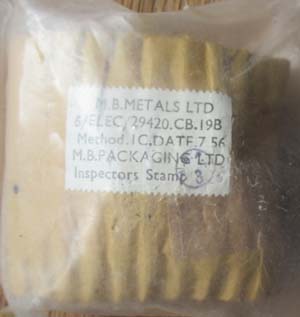 M.B.METALS LTD
6/ELEC/29420.CB.19B
Method.1C.DATE.7 56
M.B.PACKAGING LTD
Inspectors Stamp